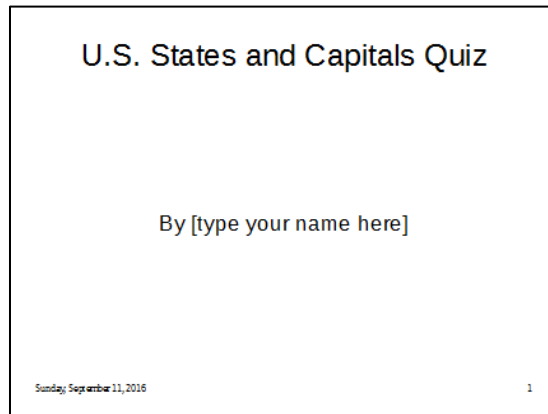 U.S. States and Capitals Quiz
By [type your name here]
Sunday, September 11, 2016
1